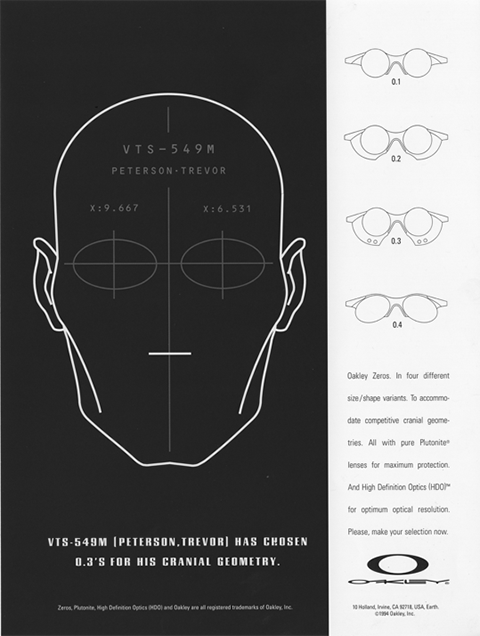 VTS-549M
PETERSON·TREVOR
X:9.667
X:6.531
VTS-549M [PETERSON,TREVOR] HAS CHOSEN
0.3'S FOR HIS CRANIAL GEOMETRY.
Zeros, Plutonite, High Definition Optics (HDO) and Oakley are all registered trademarks of Oakley, Inc.
0.1
0.2
0.3
0.4
Oakley Zeros. In four different
size/shape variants. To accommo-
date competitive cranial geome-
tries. All with pure Plutonite®
lenses for maximum protection.
And High Definition Optics (HDO)™
for optimum optical resolution.
Please, make your selection now.
OAKLEY
10 Holland, Irvine, CA 92718, USA, Earth.
©1994 Oakley, Inc.